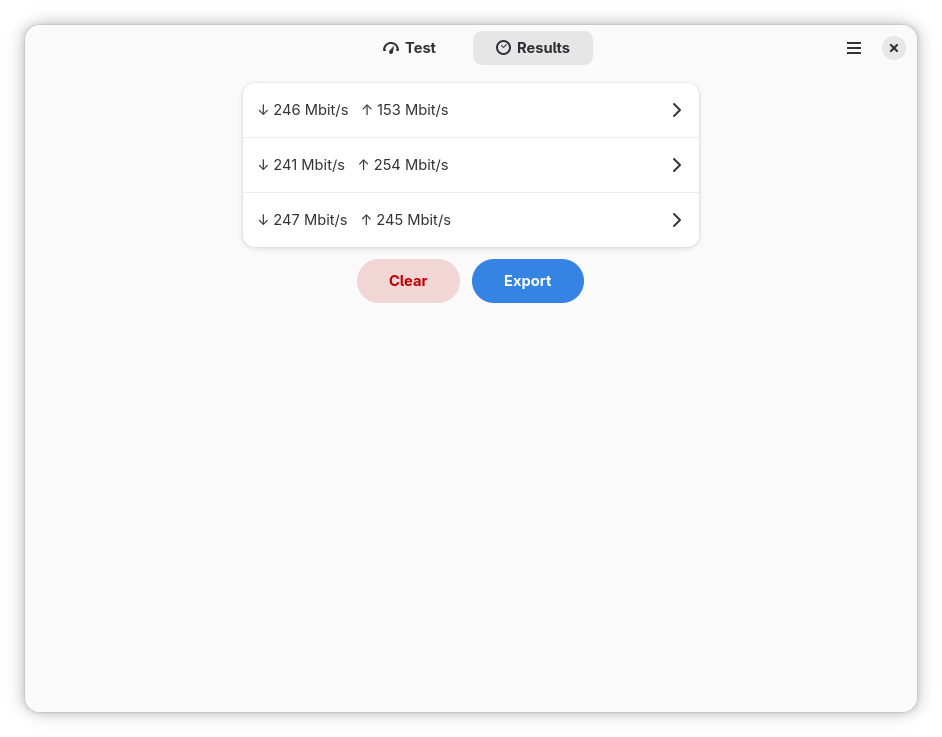 Test Results
↓ 246 Mbit/s ↑ 153 Mbit/s
↓ 241 Mbit/s ↑ 254 Mbit/s
↓ 247 Mbit/s ↑ 245 Mbit/s
Clear Export